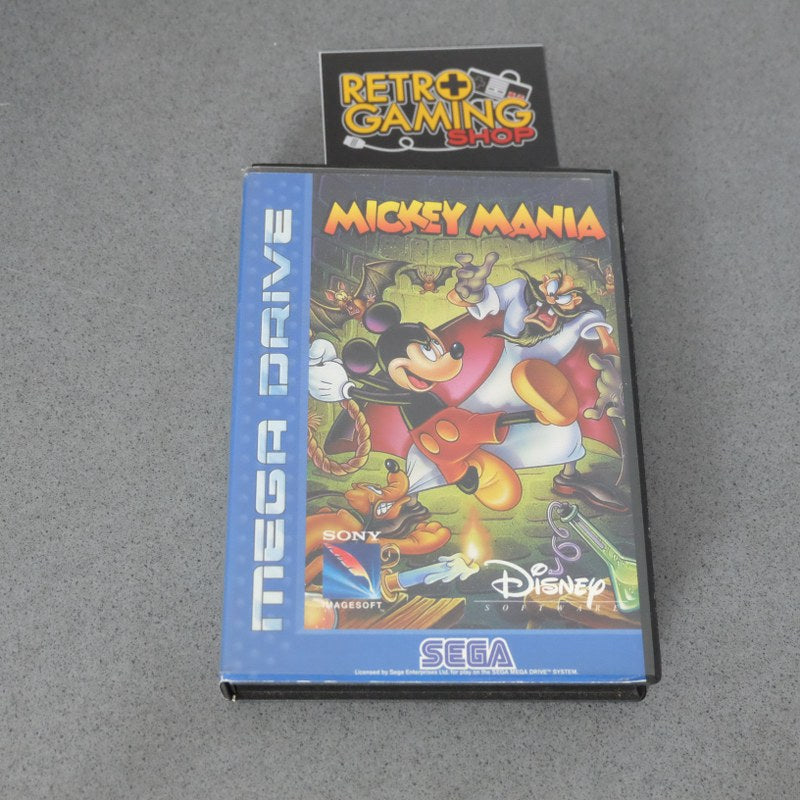 RETRO
GAMING
SHOP
MICKEY MANIA
MEGA DRIVE
SONY
IMAGESOFT
Disney
SOFTWARE
SEGA
Licensed by Sega Enterprises Ltd. for play on the SEGA MEGA DRIVE™ SYSTEM.